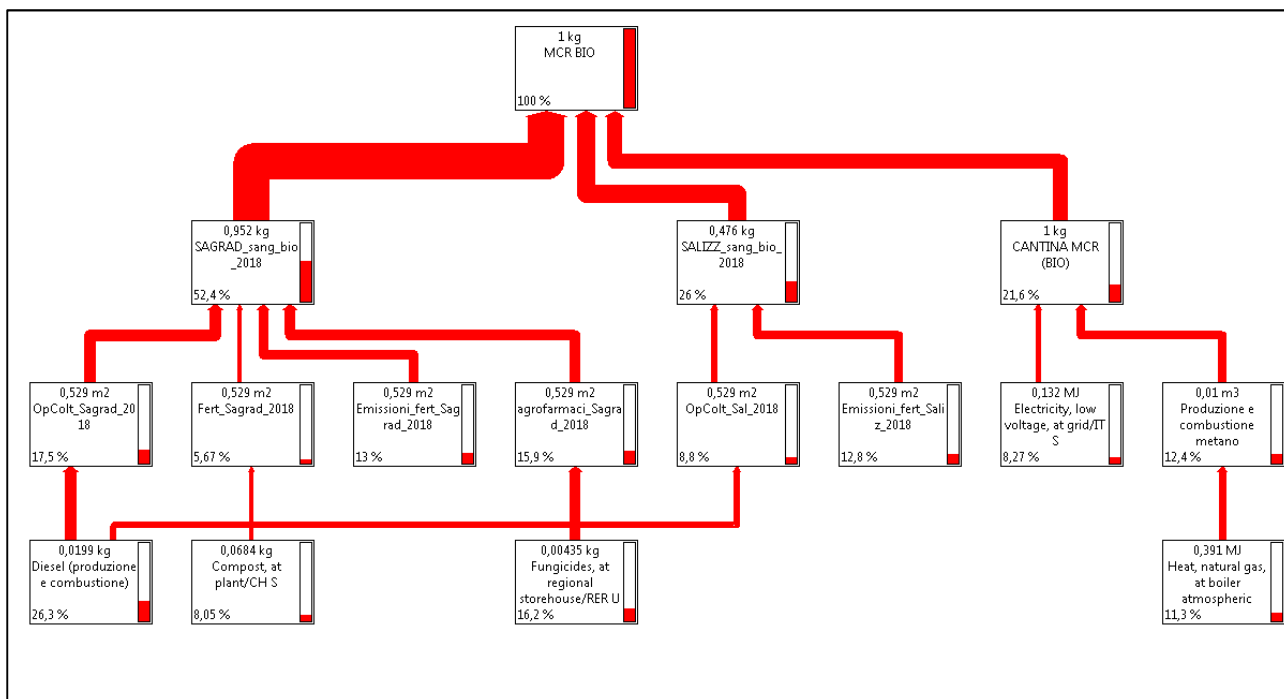 1 kg
MCR BIO
100 %
0,952 kg
SAGRAD_sang_bio
_2018
52,4 %
0,476 kg
SALIZZ_sang_bio_
2018
26 %
1 kg
CANTINA MCR
(BIO)
21,6 %
0,529 m2
OpColt_Sagrad_20
18
17,5 %
0,529 m2
Fert_Sagrad_2018
5,67 %
0,529 m2
Emissioni_fert_Sag
rad_2018
13 %
0,529 m2
agrofarmaci_Sagra
d_2018
15,9 %
0,529 m2
OpColt_Sal_2018
8,8 %
0,529 m2
Emissioni_fert_Sali
z_2018
12,8 %
0,132 MJ
Electricity, low
voltage, at grid/IT
S
8,27 %
0,01 m3
Produzione e
combustione
metano
12,4 %
0,0199 kg
Diesel (produzione
e combustione)
26,3 %
0,0684 kg
Compost, at
plant/CH S
8,05 %
0,00435 kg
Fungicides, at
regional
storehouse/RER U
16,2 %
0,391 MJ
Heat, natural gas,
at boiler
atmospheric
11,3 %